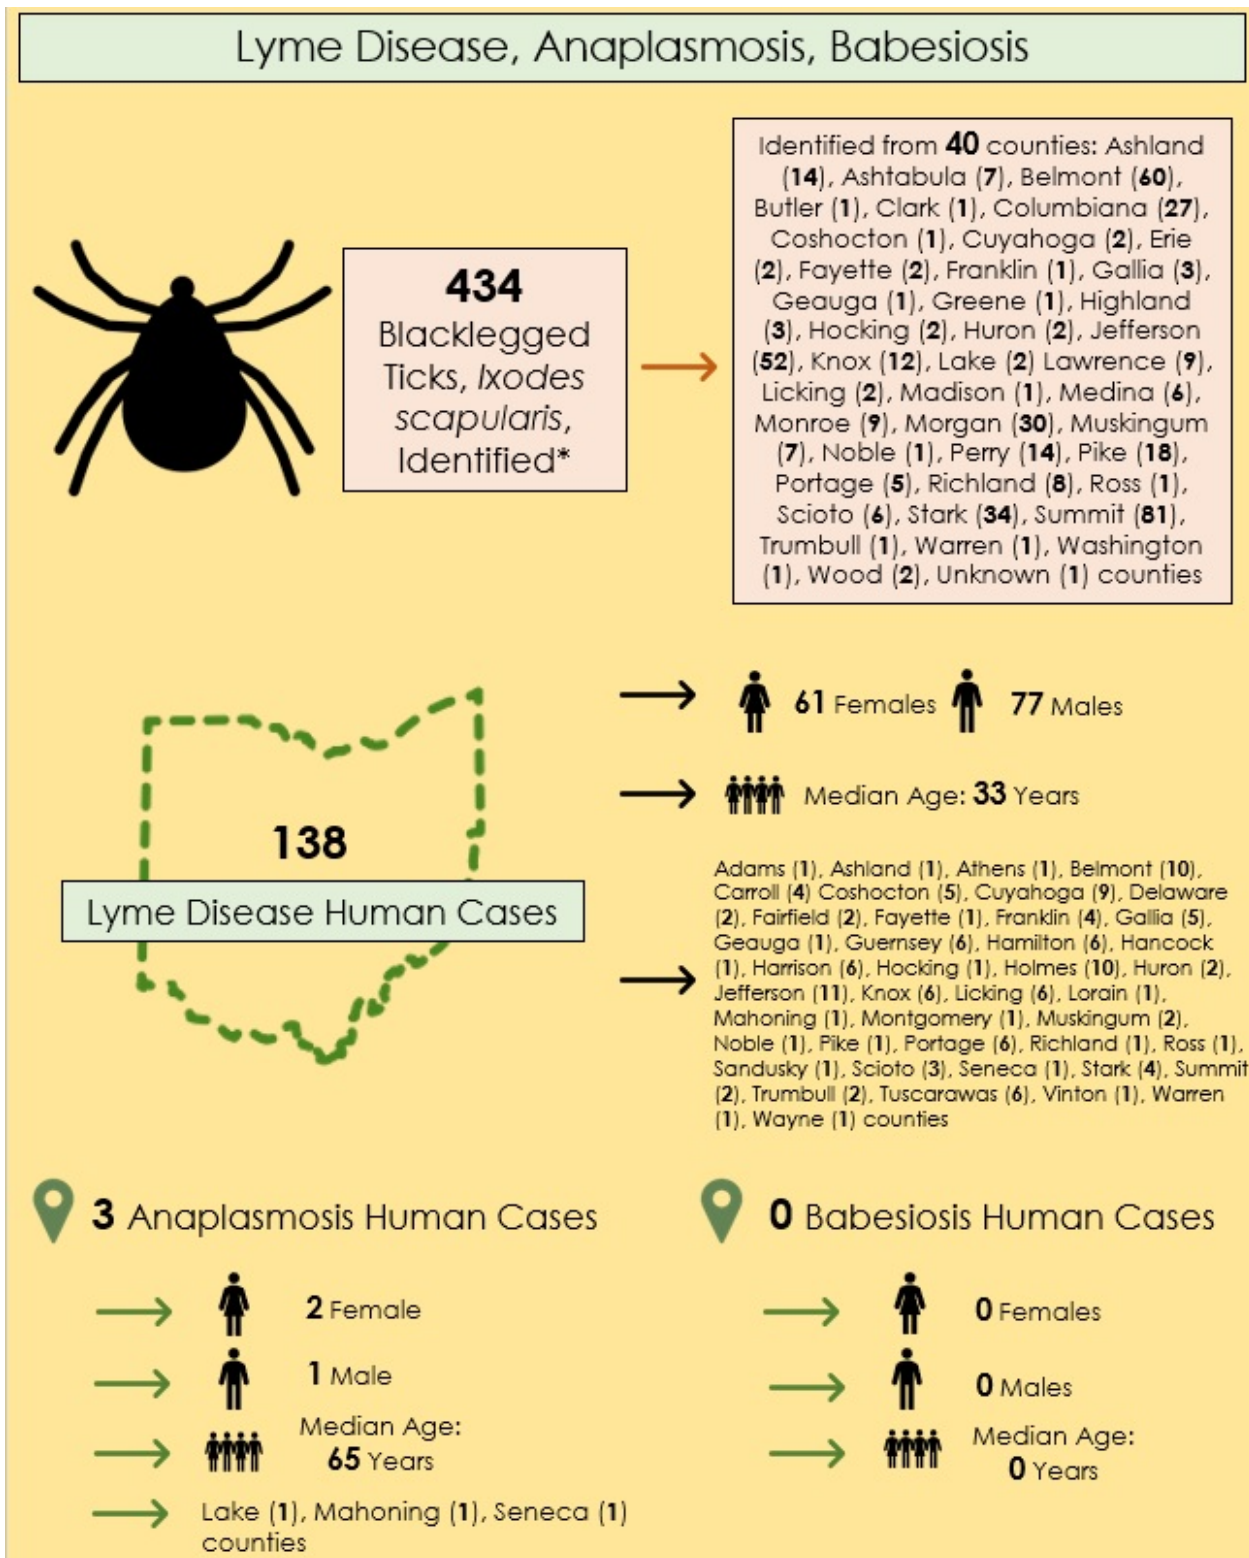 Lyme Disease, Anaplasmosis, Babesiosis
434
Blacklegged
Ticks, Ixodes
scapularis,
Identified*
Identified from 40 counties: Ashland
(14), Ashtabula (7), Belmont (60),
Butler (1), Clark (1), Columbiana (27),
Coshocton (1), Cuyahoga (2), Erie
(2), Fayette (2), Franklin (1), Gallia (3),
Geauga (1), Greene (1), Highland
(3), Hocking (2), Huron (2), Jefferson
(52), Knox (12), Lake (2) Lawrence (9),
Licking (2), Madison (1), Medina (6),
Monroe (9), Morgan (30), Muskingum
(7), Noble (1), Perry (14), Pike (18),
Portage (5), Richland (8), Ross (1),
Scioto (6), Stark (34), Summit (81),
Trumbull (1), Warren (1), Washington
(1), Wood (2), Unknown (1) counties
138
Lyme Disease Human Cases
61 Females 77 Males
Median Age: 33 Years
Adams (1), Ashland (1), Athens (1), Belmont (10),
Carroll (4) Coshocton (5), Cuyahoga (9), Delaware
(2), Fairfield (2), Fayette (1), Franklin (4), Gallia (5),
Geauga (1), Guernsey (6), Hamilton (6), Hancock
(1), Harrison (6), Hocking (1), Holmes (10), Huron (2),
Jefferson (11), Knox (6), Licking (6), Lorain (1),
Mahoning (1), Montgomery (1), Muskingum (2),
Noble (1), Pike (1), Portage (6), Richland (1), Ross (1),
Sandusky (1), Scioto (3), Seneca (1), Stark (4), Summit
(2), Trumbull (2), Tuscarawas (6), Vinton (1), Warren
(1), Wayne (1) counties
3 Anaplasmosis Human Cases
2 Female
1 Male
Median Age:
65 Years
Lake (1), Mahoning (1), Seneca (1)
counties
0 Babesiosis Human Cases
0 Females
0 Males
Median Age:
0 Years